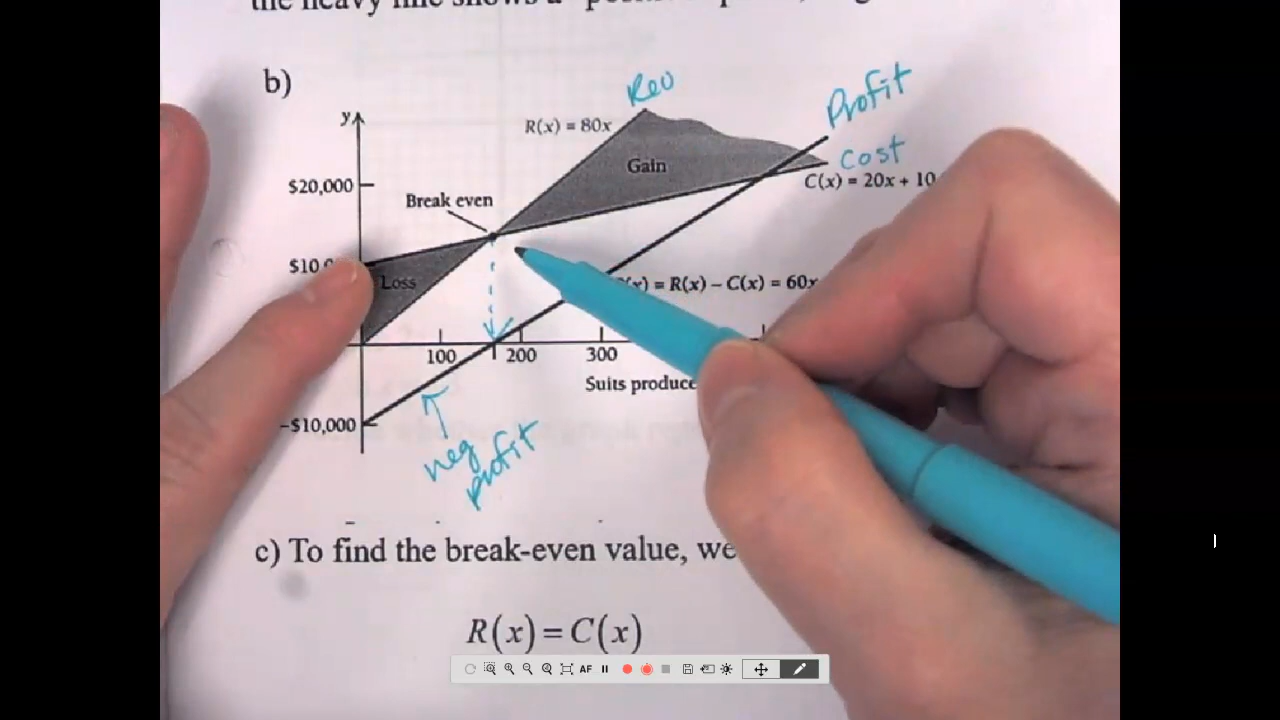 b)
Rev
Profit
y
R(x) = 80x
Gain
Cost
$20,000
C(x) = 20x + 10
Break even
$10
Loss
(x) = R(x) – C(x) = 60x
100 200 300
Suits produce
–$10,000
neg
profit
c) To find the break-even value, we
R(x) = C(x)
AF